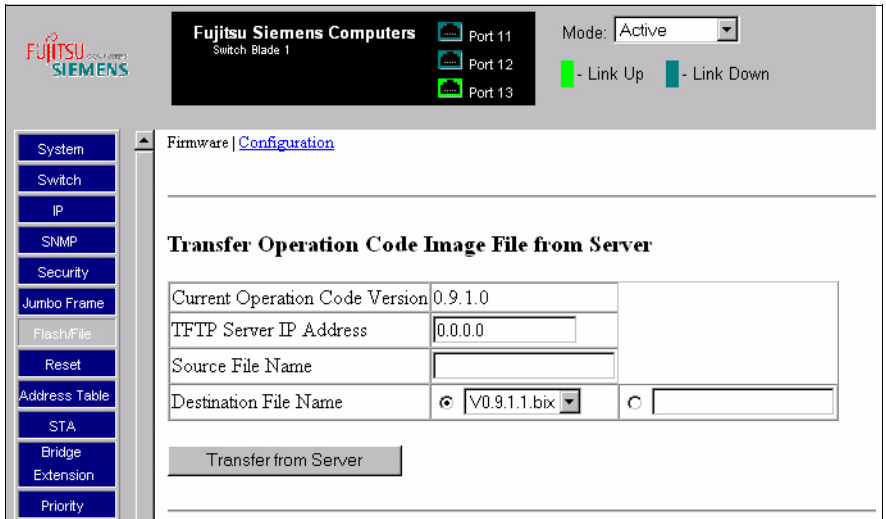 FUJITSU COMPUTERS
SIEMENS
Fujitsu Siemens Computers
Switch Blade 1
Port 11
Port 12
Port 13
Mode: Active
- Link Up - Link Down
System
Switch
IP
SNMP
Security
Jumbo Frame
Flash/File
Reset
Address Table
STA
Bridge
Extension
Priority
Firmware | Configuration
Transfer Operation Code Image File from Server
Current Operation Code Version 0.9.1.0
TFTP Server IP Address 0.0.0.0
Source File Name
Destination File Name V0.9.1.1.bix
Transfer from Server